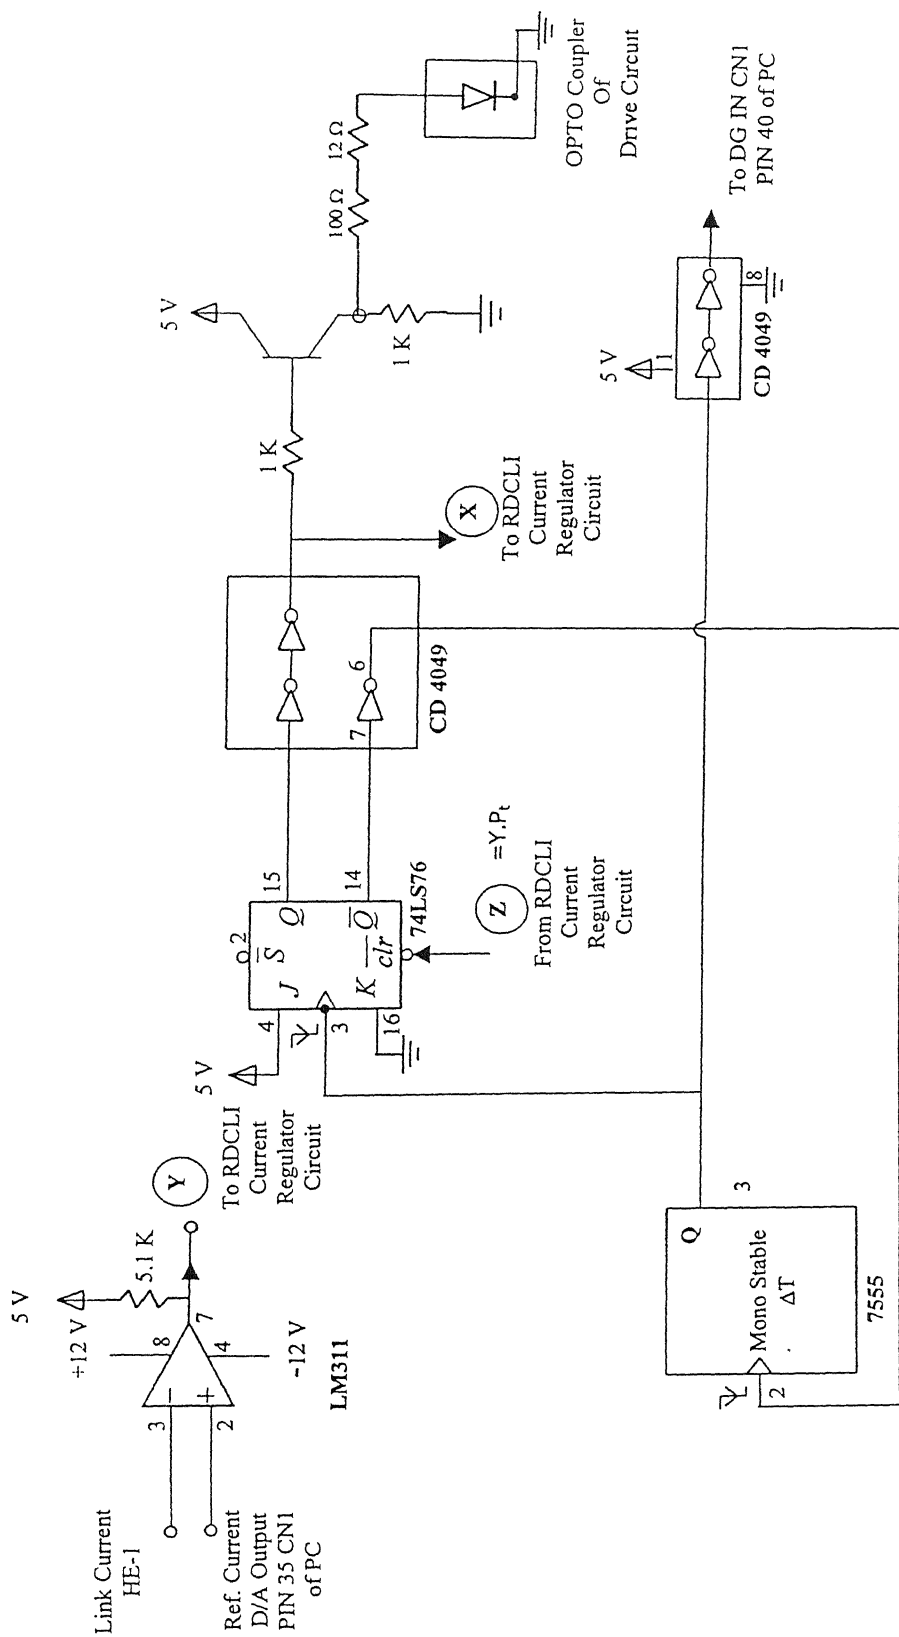 Link Current
HE-1
Ref. Current
D/A Output
PIN 35 CN1
of PC
3
2
−
+
+12 V
8
4
-12 V
LM311
5 V
5.1 K
7
Y
To RDCLI
Current
Regulator
Circuit
5 V
4
3
16
J
S̅
2
Q
K
c̅l̅r̅
Q̅
15
14
74LS76
Z
=Y.Pt
From RDCLI
Current
Regulator
Circuit
7
6
CD 4049
X
To RDCLI
Current
Regulator
Circuit
1 K
5 V
1 K
100 Ω
12 Ω
OPTO Coupler
Of
Drive Circuit
2
Q
Mono Stable
ΔT
3
7555
5 V
1
8
CD 4049
To DG IN CN1
PIN 40 of PC